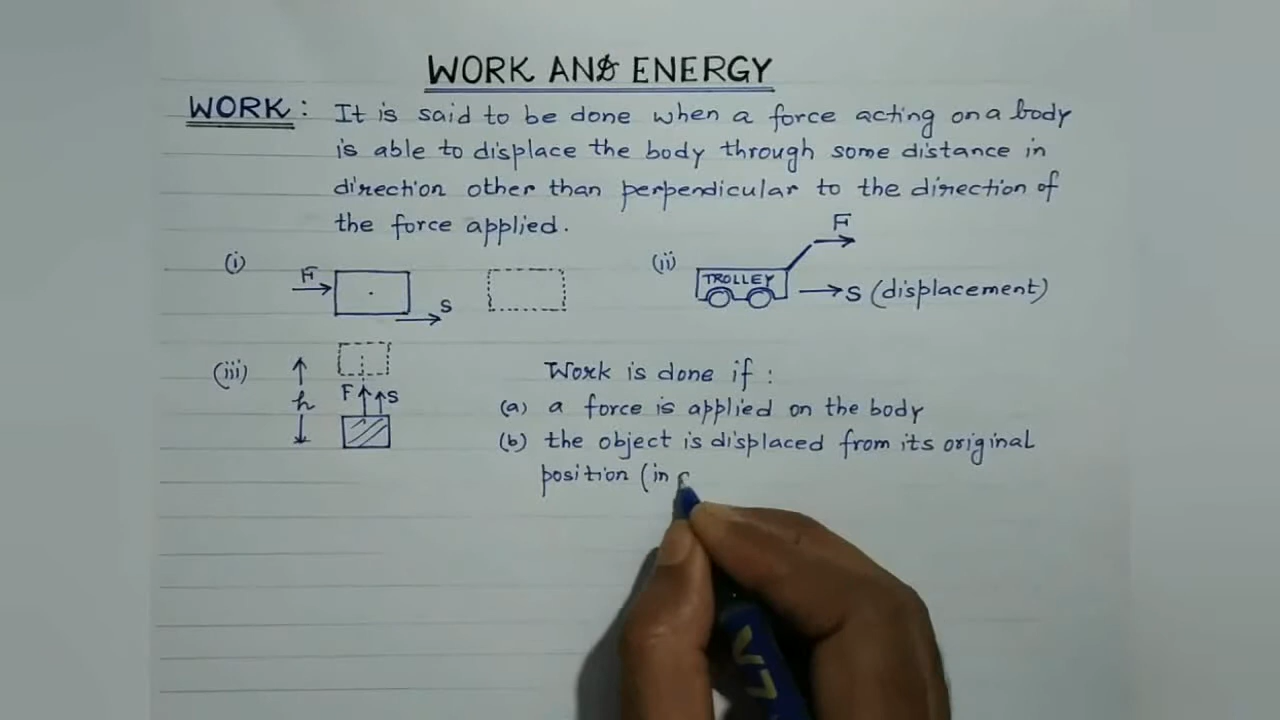 WORK AND ENERGY
WORK : It is said to be done when a force acting on a body
is able to displace the body through some distance in
direction other than perpendicular to the direction of
the force applied.
(i) F S
(ii) TROLLEY F
S (displacement)
(iii) h F S
Work is done if :
(a) a force is applied on the body
(b) the object is displaced from its original
position (in
V7